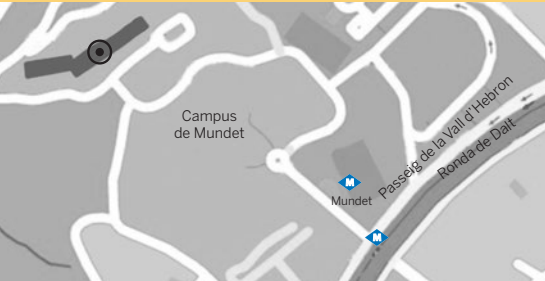 Campus
de Mundet
Passeig de la Vall d'Hebron
Ronda de Dalt
M
Mundet
M